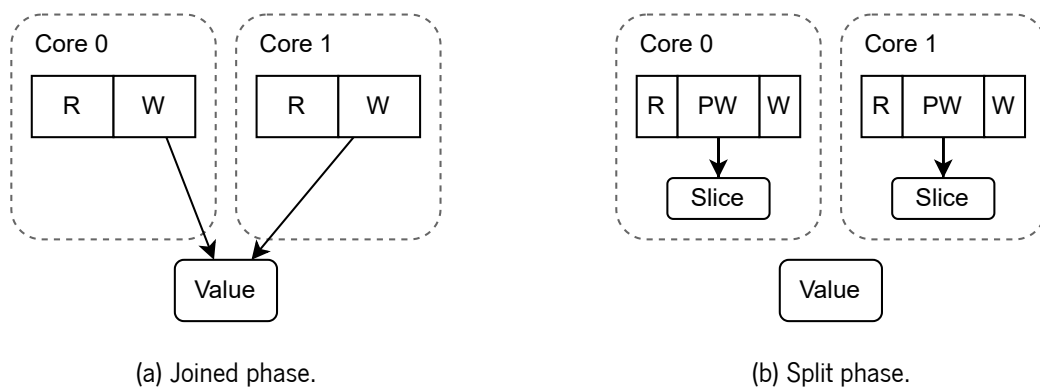 Core 0
Core 1
R
W
R
W
Value
(a) Joined phase.
Core 0
Core 1
R
PW
W
R
PW
W
Slice
Slice
Value
(b) Split phase.